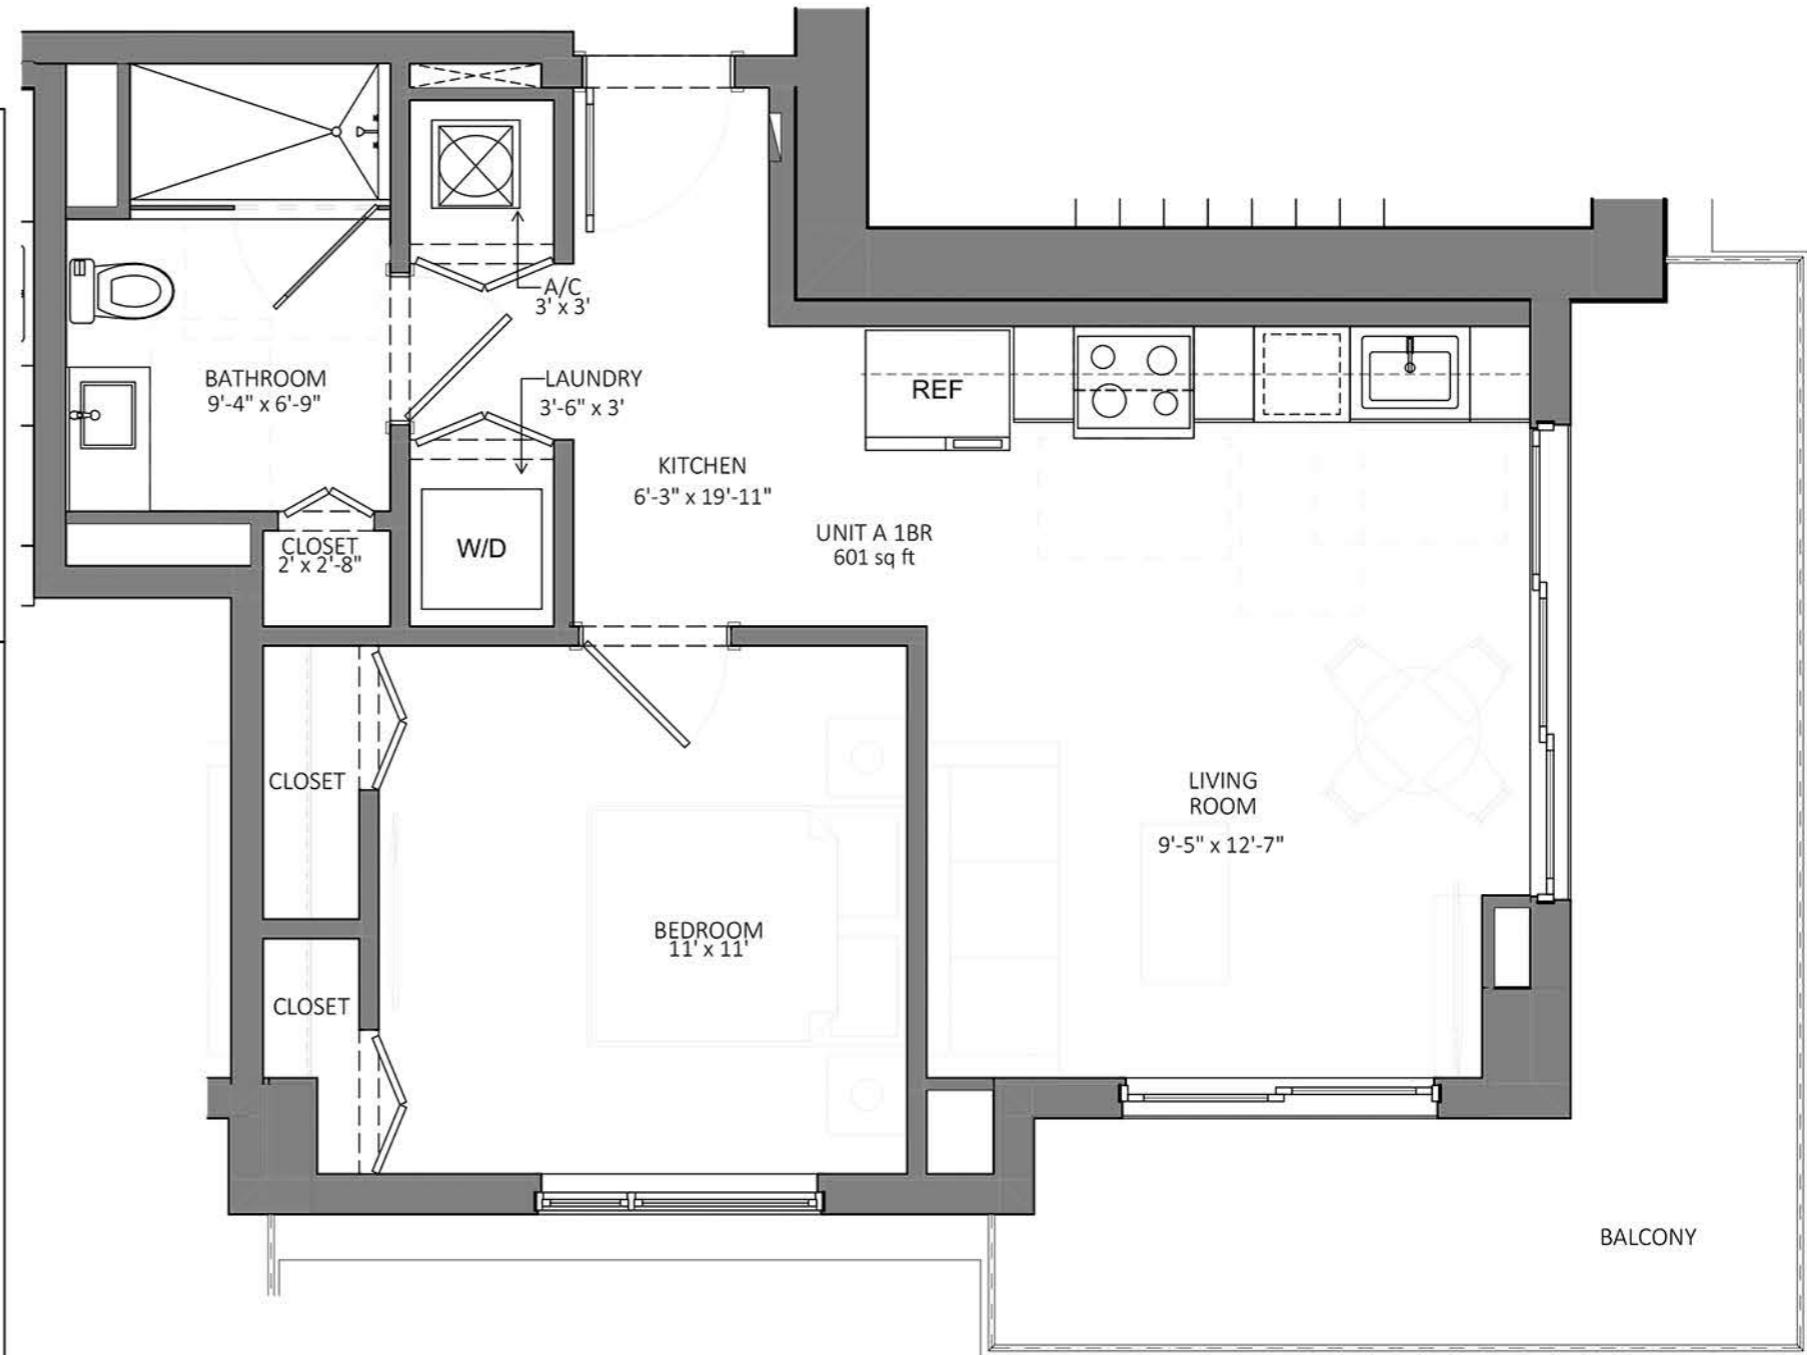 A/C
3' x 3'
BATHROOM
9'-4" x 6'-9"
LAUNDRY
3'-6" x 3'
REF
KITCHEN
6'-3" x 19'-11"
UNIT A 1BR
601 sq ft
CLOSET
2' x 2'-8"
W/D
CLOSET
LIVING
ROOM
9'-5" x 12'-7"
BEDROOM
11' x 11'
CLOSET
BALCONY